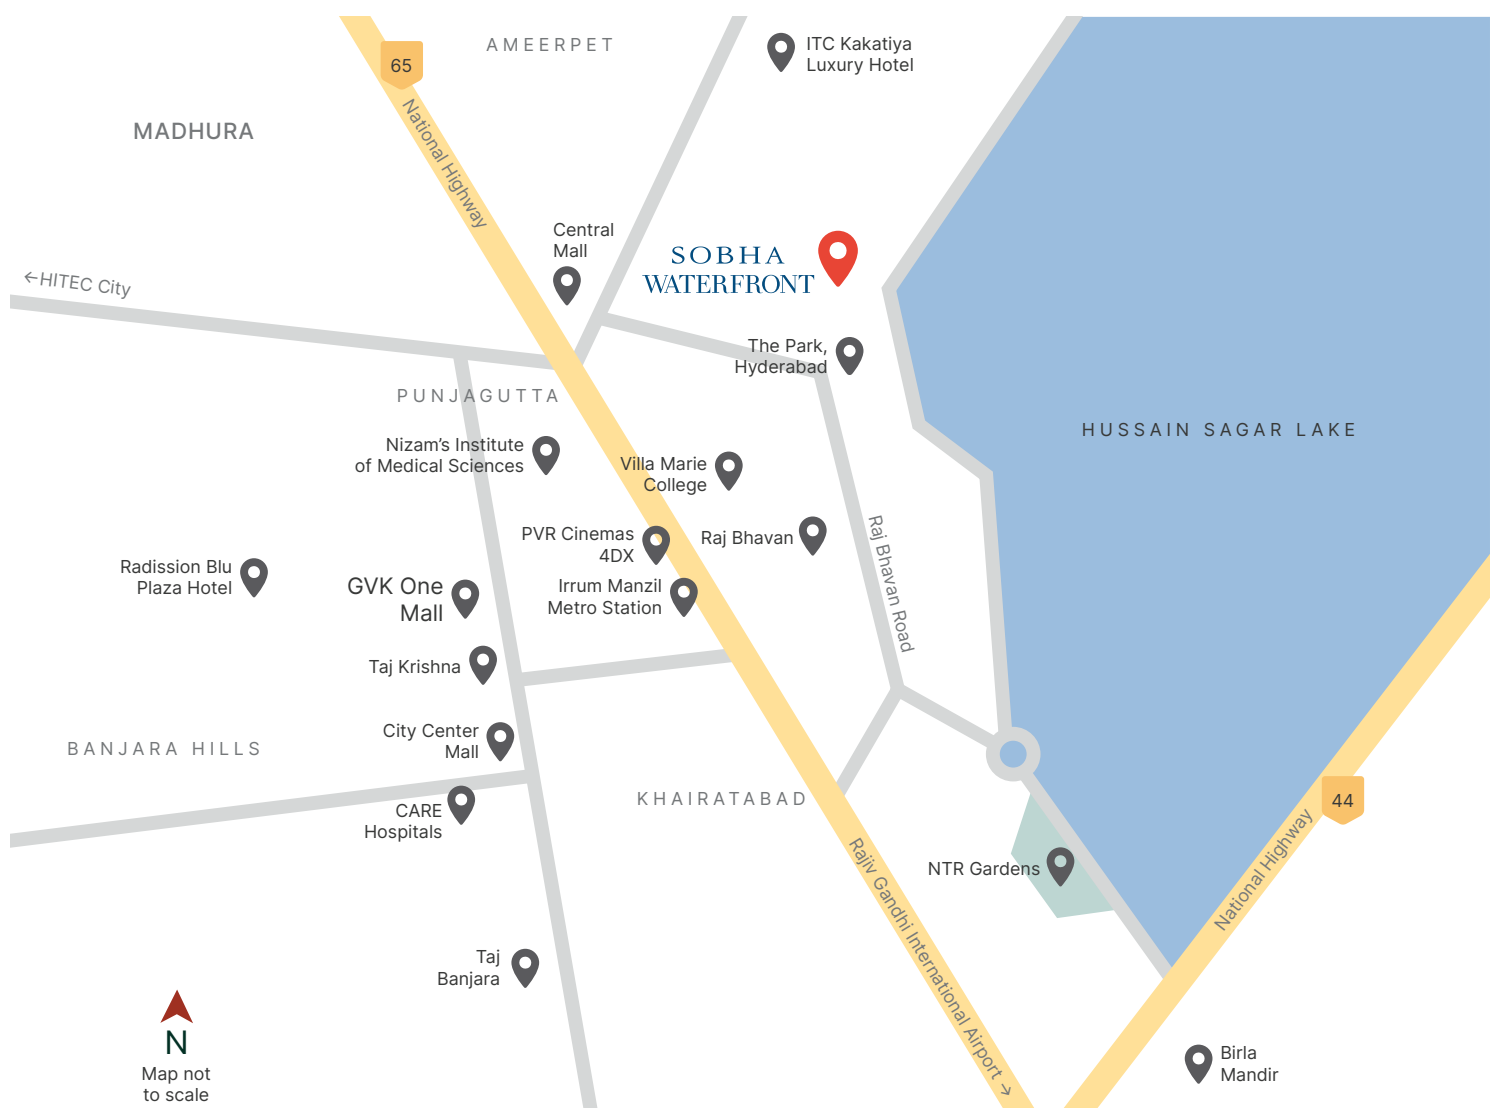 AMEERPET
ITC Kakatiya
Luxury Hotel
65
National Highway
MADHURA
Central
Mall
SOBHA
WATERFRONT
←HITEC City
The Park,
Hyderabad
PUNJAGUTTA
HUSSAIN SAGAR LAKE
Nizam's Institute
of Medical Sciences
Villa Marie
College
PVR Cinemas
4DX
Raj Bhavan
Raj Bhavan Road
Radission Blu
Plaza Hotel
GVK One
Mall
Irrum Manzil
Metro Station
Taj Krishna
City Center
Mall
BANJARA HILLS
KHAIRATABAD
CARE
Hospitals
44
National Highway
Rajiv Gandhi International Airport →
NTR Gardens
Taj
Banjara
N
Map not
to scale
Birla
Mandir